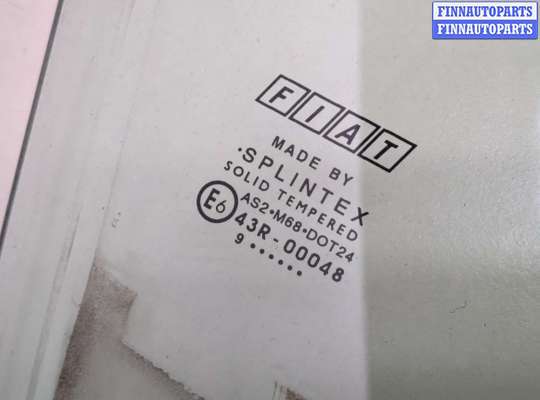 FINNAUTOPARTS
FINNAUTOPARTS
FIAT
MADE BY
·SPLINTEX
SOLID TEMPERED
AS2·M68·DOT24
E6 43R-00048
9······